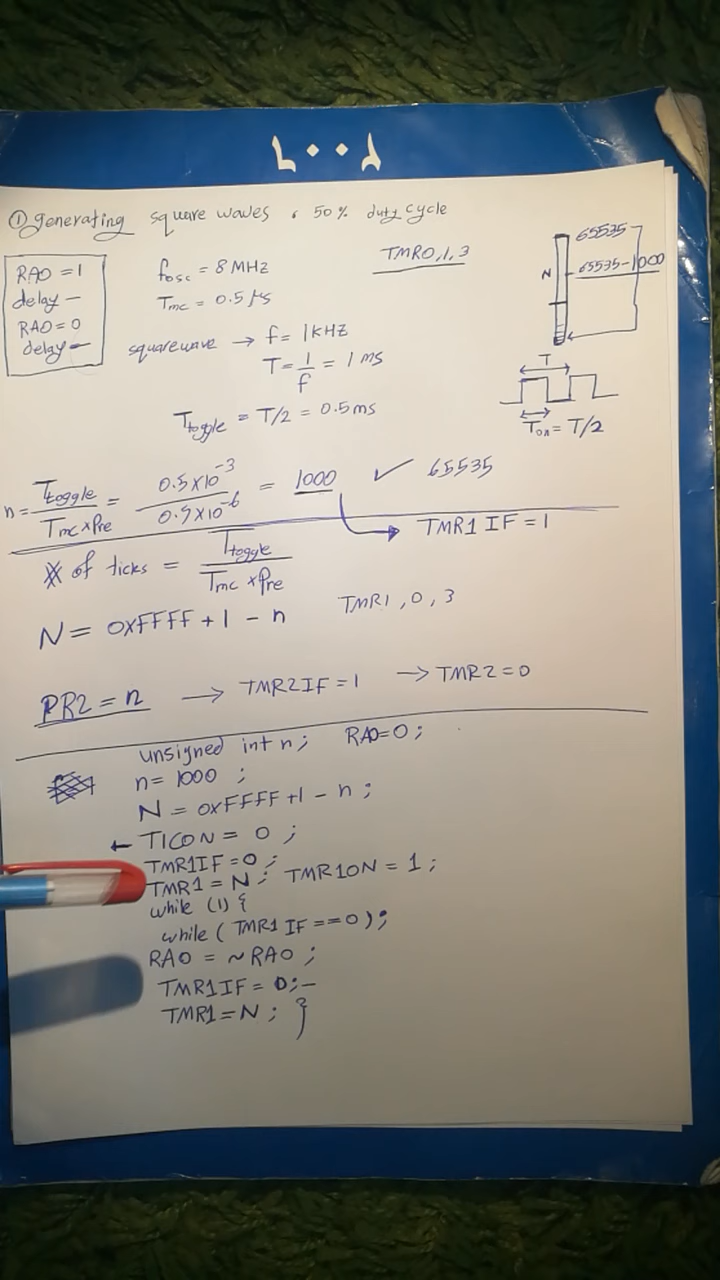 ① generating square waves, 50% duty cycle
RA0 = 1
delay —
RA0 = 0
delay —
fosc = 8 MHz
Tmc = 0.5 μs
TMR0,1,3
65535
N 65535-1000
squarewave → f = 1 KHZ
T = 1/f = 1 ms
T
Ton = T/2
Ttoggle = T/2 = 0.5 ms
n = Ttoggle / Tmc × Pre = 0.5×10^-3 / 0.5×10^-6 = 1000 ✓ 65535
→ TMR1 IF = 1
of ticks = Ttoggle / Tmc × Pre
N = 0XFFFF + 1 - n TMR1, 0, 3
PR2 = n → TMR2IF = 1 → TMR2 = 0
unsigned int n; RA0=0;
n = 1000 ;
N = 0xFFFF +1 - n ;
← T1CON = 0 ;
TMR1IF = 0 ;
TMR1 = N ; TMR1ON = 1 ;
while (1) {
while ( TMR1 IF == 0 ) ;
RA0 = ~ RA0 ;
TMR1IF = 0 ; —
TMR1 = N ; }